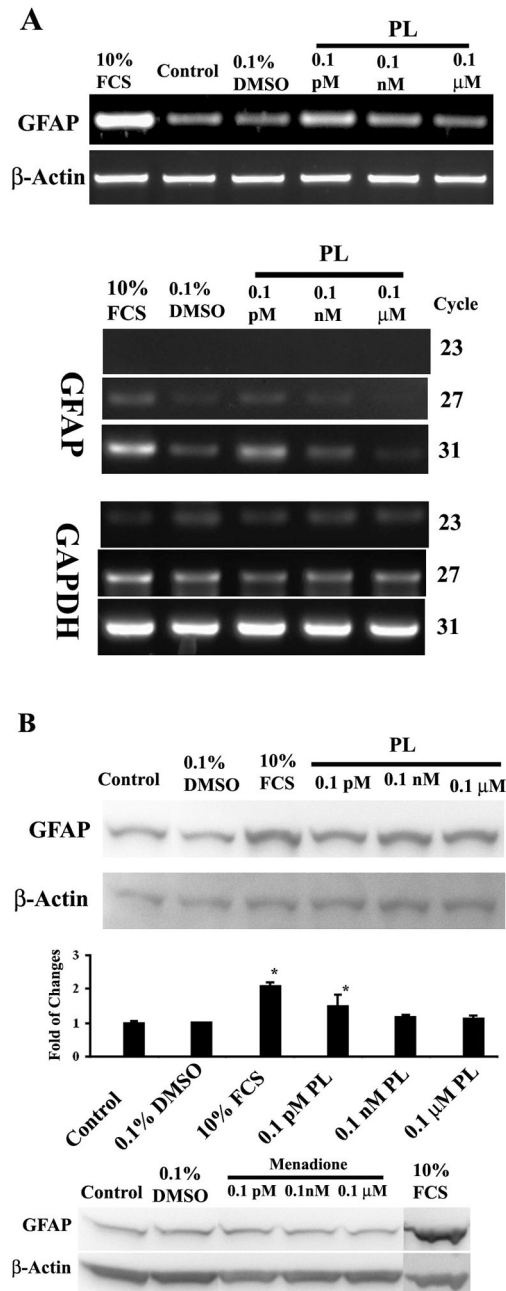 A
PL
10% FCS Control 0.1% DMSO 0.1 pM 0.1 nM 0.1 μM
GFAP
β-Actin
PL
10% FCS 0.1% DMSO 0.1 pM 0.1 nM 0.1 μM Cycle
GFAP
23
27
31
GAPDH
23
27
31
B
PL
Control 0.1% DMSO 10% FCS 0.1 pM 0.1 nM 0.1 μM
GFAP
β-Actin
Fold of Changes
3
2
1
0
* *
Control 0.1% DMSO 10% FCS 0.1 pM PL 0.1 nM PL 0.1 μM PL
Menadione
Control 0.1% DMSO 0.1 pM 0.1nM 0.1 μM 10% FCS
GFAP
β-Actin